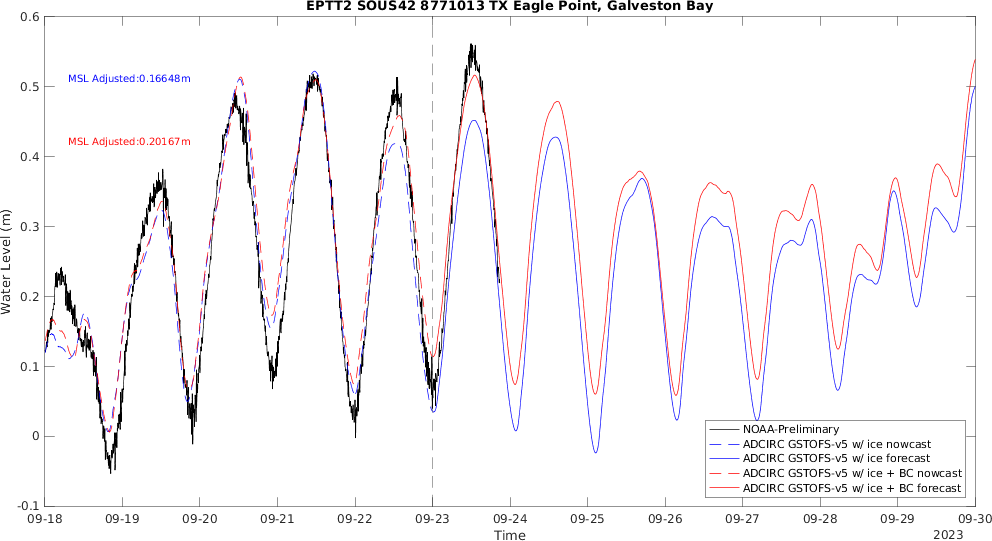 EPTT2 SOUS42 8771013 TX Eagle Point, Galveston Bay
0.6
0.5
0.4
0.3
0.2
0.1
0
-0.1
Water Level (m)
MSL Adjusted:0.16648m
MSL Adjusted:0.20167m
NOAA-Preliminary
ADCIRC GSTOFS-v5 w/ ice nowcast
ADCIRC GSTOFS-v5 w/ ice forecast
ADCIRC GSTOFS-v5 w/ ice + BC nowcast
ADCIRC GSTOFS-v5 w/ ice + BC forecast
09-18 09-19 09-20 09-21 09-22 09-23 09-24 09-25 09-26 09-27 09-28 09-29 09-30
Time
2023